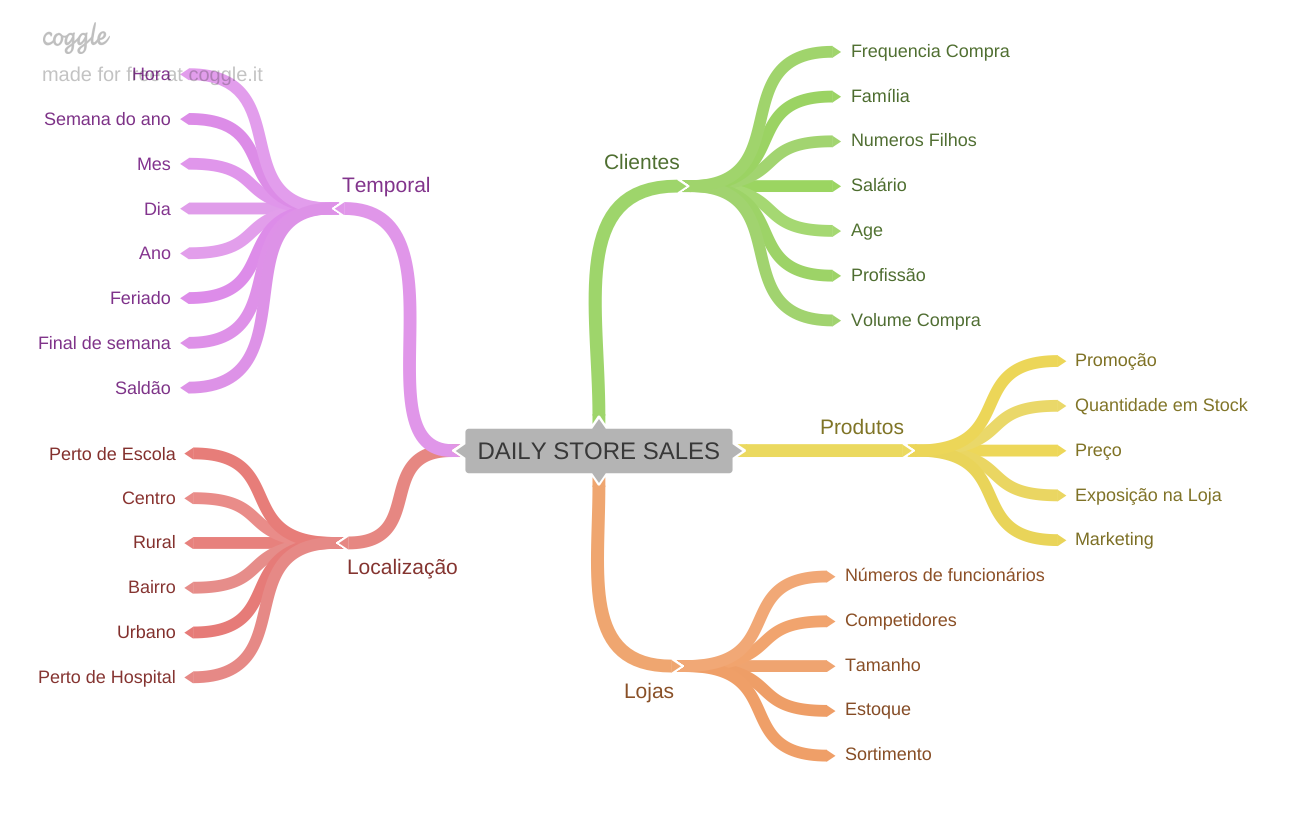 coggle
made for free at coggle.it
Hora
Semana do ano
Mes
Dia
Ano
Feriado
Final de semana
Saldão
Temporal
Perto de Escola
Centro
Rural
Bairro
Urbano
Perto de Hospital
Localização
DAILY STORE SALES
Clientes
Frequencia Compra
Família
Numeros Filhos
Salário
Age
Profissão
Volume Compra
Produtos
Promoção
Quantidade em Stock
Preço
Exposição na Loja
Marketing
Lojas
Números de funcionários
Competidores
Tamanho
Estoque
Sortimento